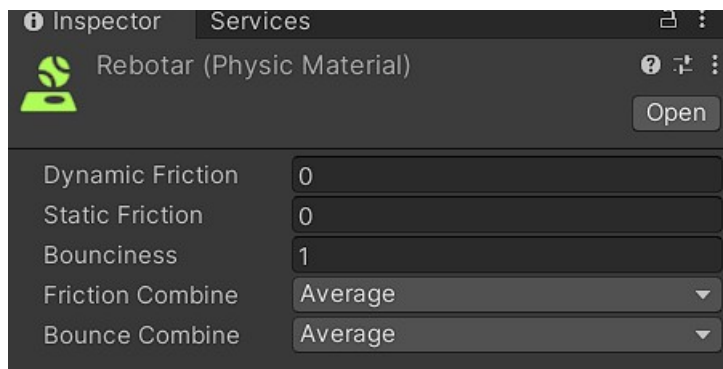 Inspector Services
Rebotar (Physic Material)
Open
Dynamic Friction 0
Static Friction 0
Bounciness 1
Friction Combine Average
Bounce Combine Average